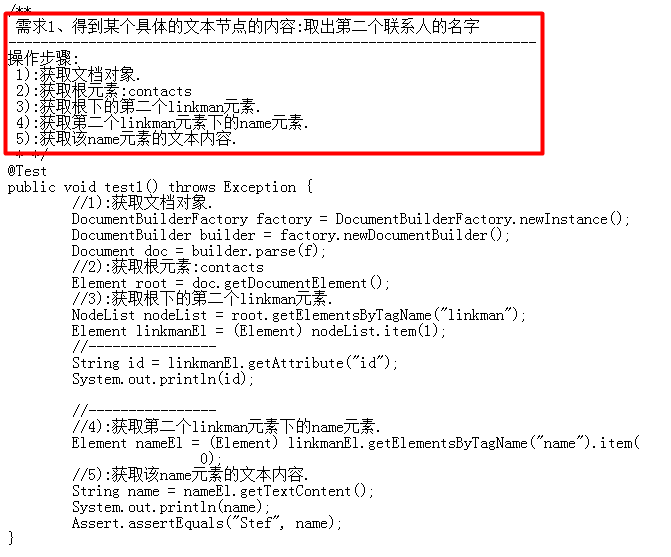 /**
需求1、得到某个具体的文本节点的内容:取出第二个联系人的名字
------------------------------------------------------------------
操作步骤:
1):获取文档对象.
2):获取根元素:contacts
3):获取根下的第二个linkman元素.
4):获取第二个linkman元素下的name元素.
5):获取该name元素的文本内容.
* */
@Test
public void test1() throws Exception {
//1):获取文档对象.
DocumentBuilderFactory factory = DocumentBuilderFactory.newInstance();
DocumentBuilder builder = factory.newDocumentBuilder();
Document doc = builder.parse(f);
//2):获取根元素:contacts
Element root = doc.getDocumentElement();
//3):获取根下的第二个linkman元素.
NodeList nodeList = root.getElementsByTagName("linkman");
Element linkmanEl = (Element) nodeList.item(1);
//----------------
String id = linkmanEl.getAttribute("id");
System.out.println(id);
//----------------
//4):获取第二个linkman元素下的name元素.
Element nameEl = (Element) linkmanEl.getElementsByTagName("name").item(
0);
//5):获取该name元素的文本内容.
String name = nameEl.getTextContent();
System.out.println(name);
Assert.assertEquals("Stef", name);
}